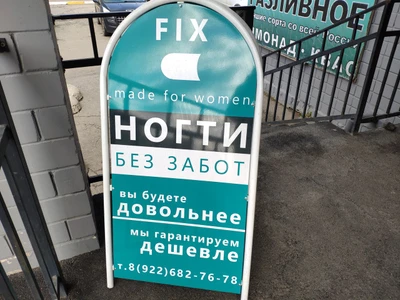 FIX
made for women
НОГТИ
БЕЗ ЗАБОТ
вы будете
довольнее
мы гарантируем
дешевле
т.8(922)682-76-78